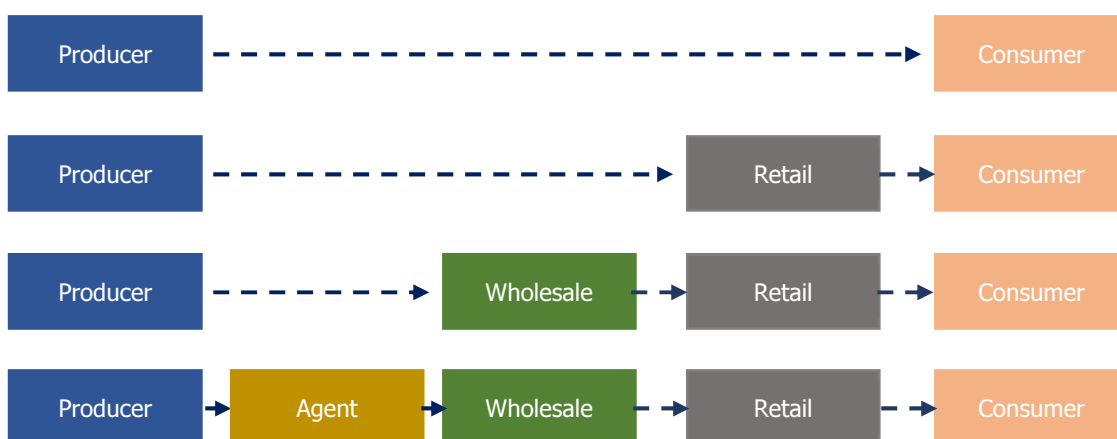 Producer Consumer
Producer Retail Consumer
Producer Wholesale Retail Consumer
Producer Agent Wholesale Retail Consumer